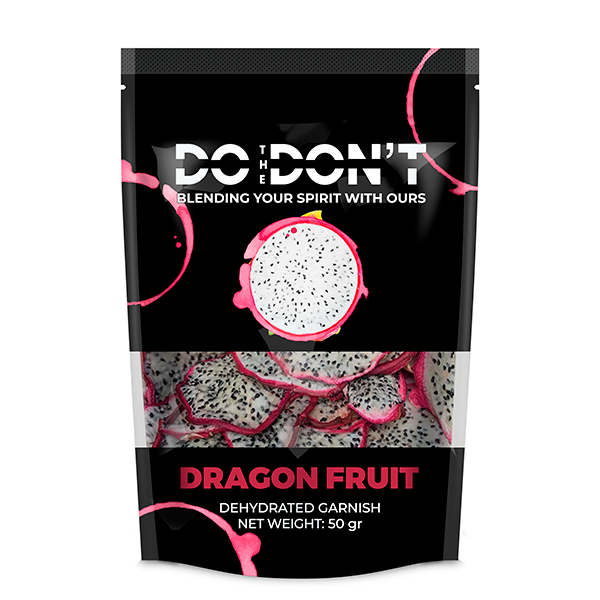 DO THE DON'T
BLENDING YOUR SPIRIT WITH OURS
DRAGON FRUIT
DEHYDRATED GARNISH
NET WEIGHT: 50 gr